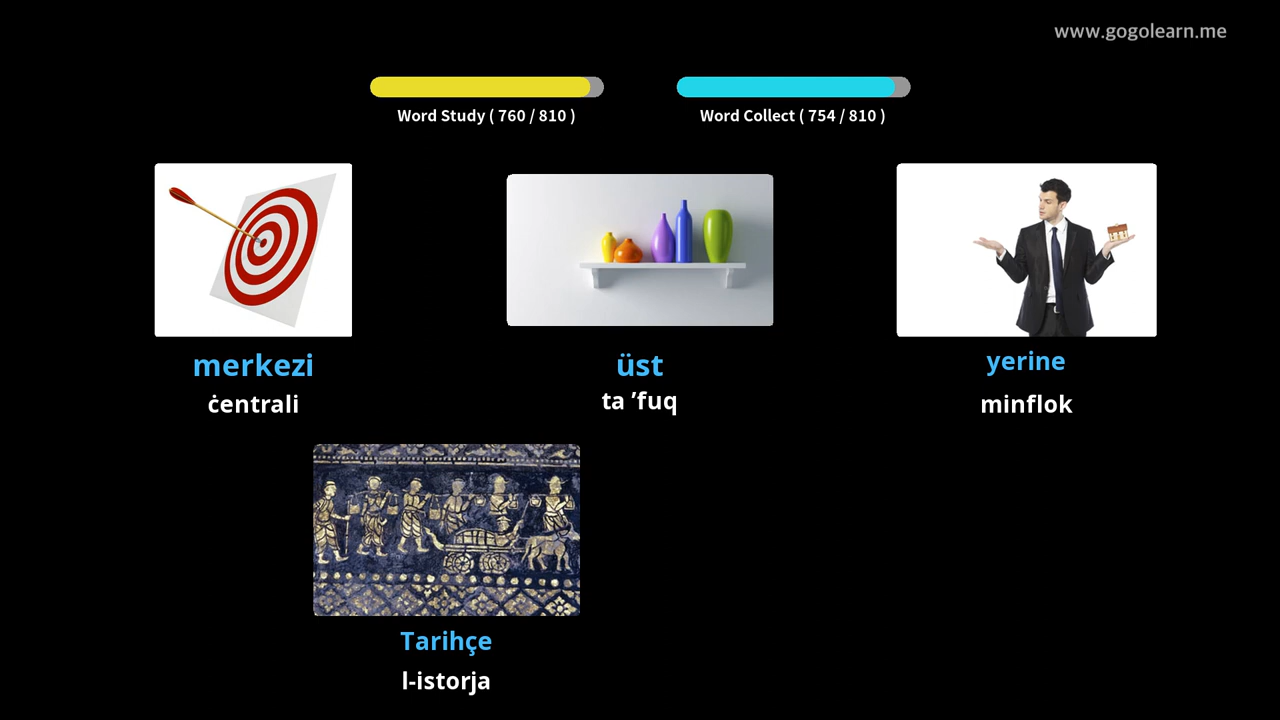 www.gogolearn.me
Word Study ( 760 / 810 )
Word Collect ( 754 / 810 )
merkezi
ċentrali
üst
ta ’fuq
yerine
minflok
Tarihçe
l-istorja